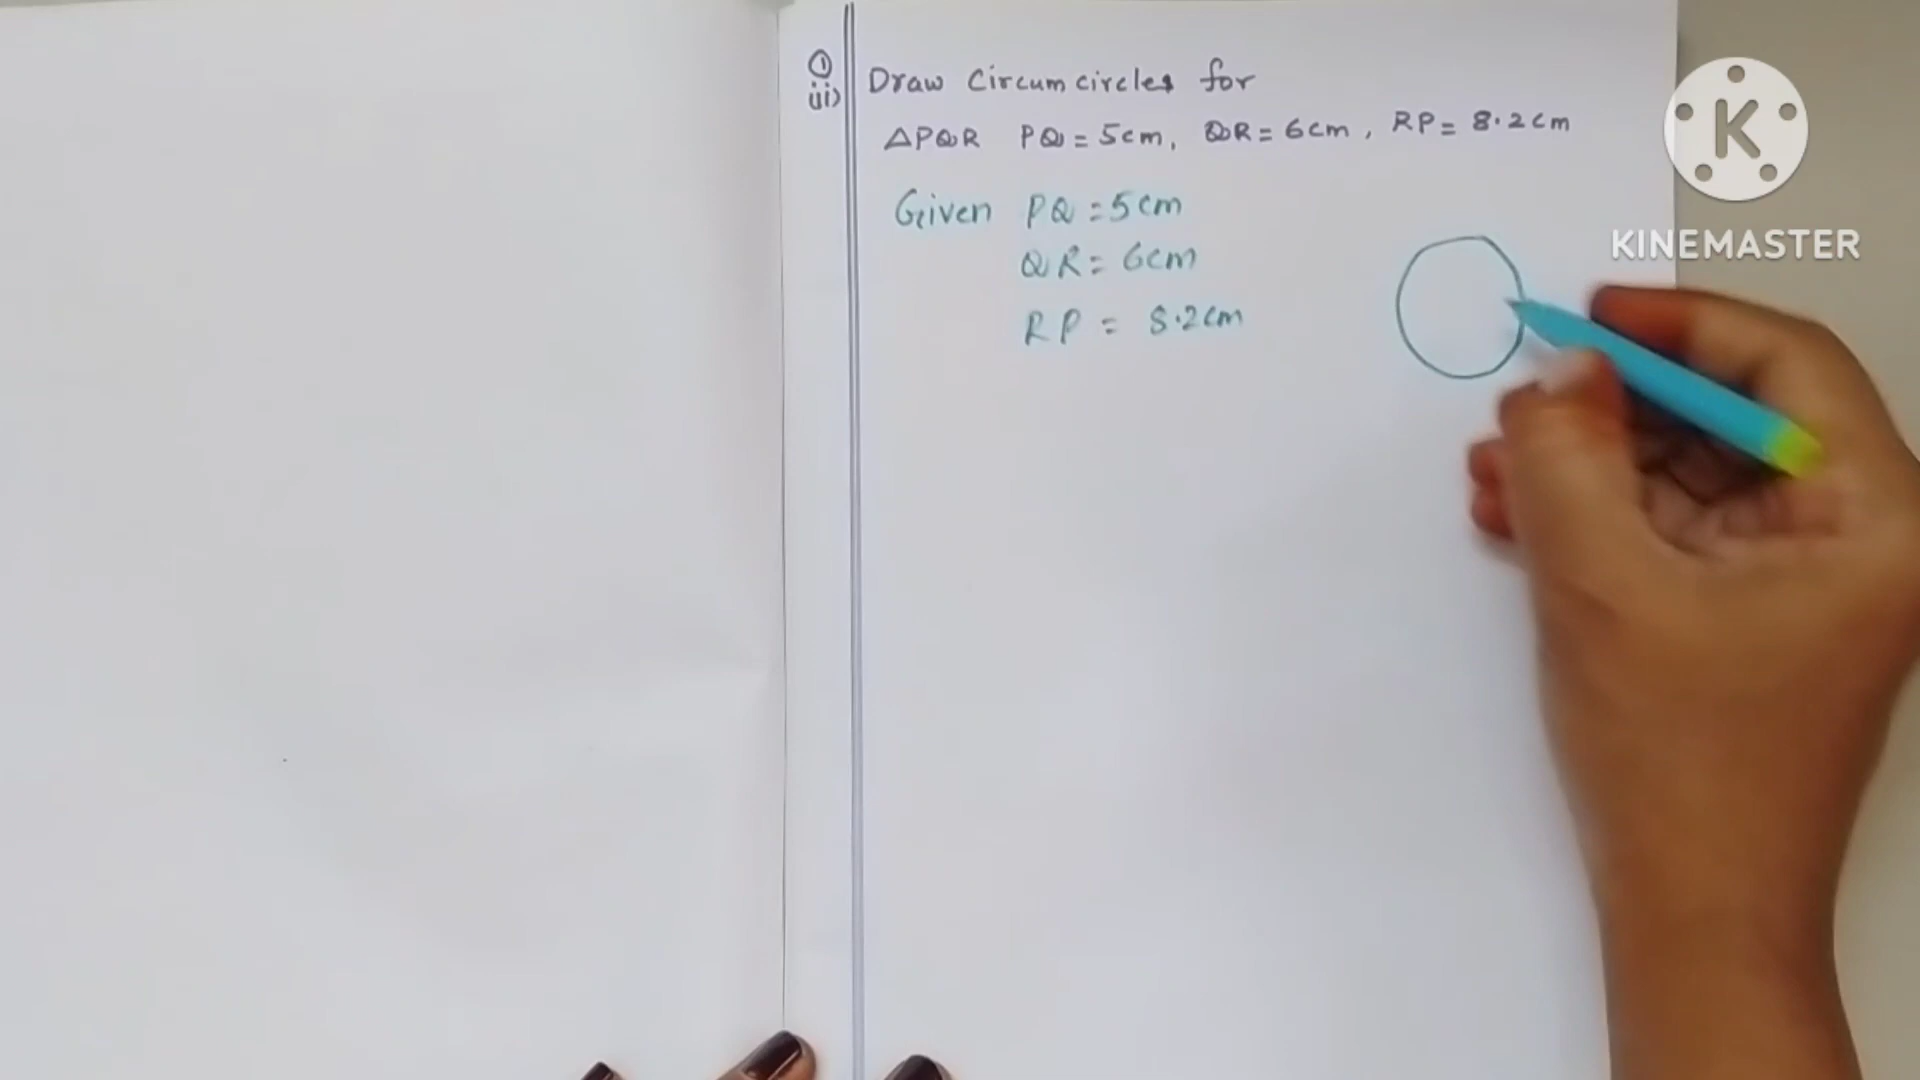 ① Draw Circumcircles for
iii) △PQR PQ = 5cm, QR = 6cm, RP = 8.2cm
Given PQ = 5cm
QR = 6cm
RP = 8.2cm
K
KINEMASTER